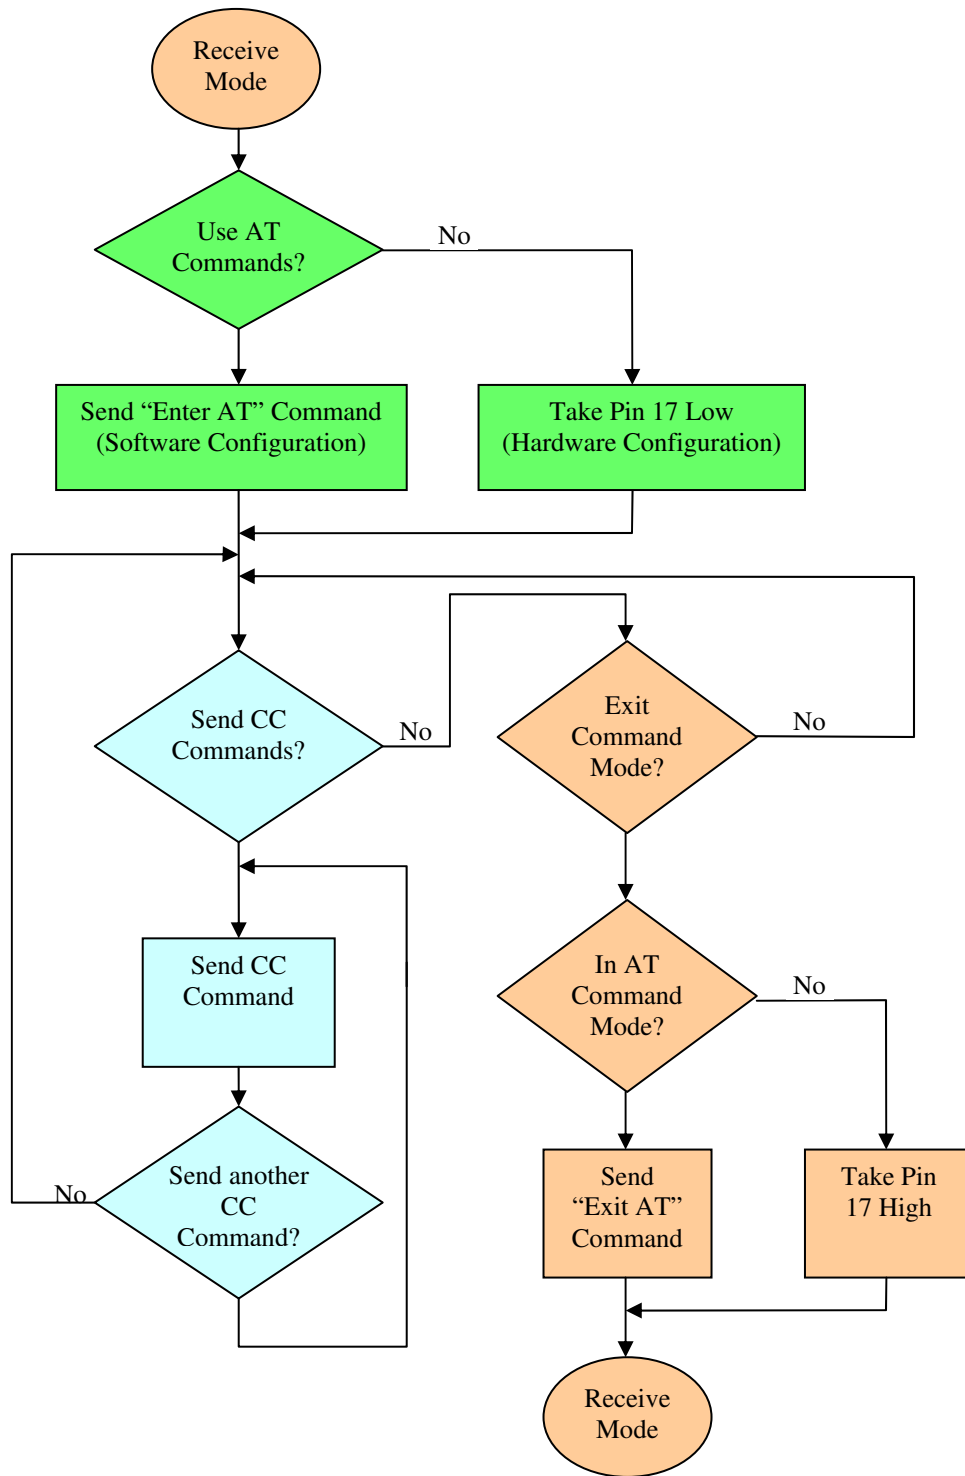 Receive
Mode
Use AT
Commands?
No
Send “Enter AT” Command
(Software Configuration)
Take Pin 17 Low
(Hardware Configuration)
Send CC
Commands?
No
Exit
Command
Mode?
No
Send CC
Command
In AT
Command
Mode?
No
Send another
CC
Command?
No
Send
“Exit AT”
Command
Take Pin
17 High
Receive
Mode